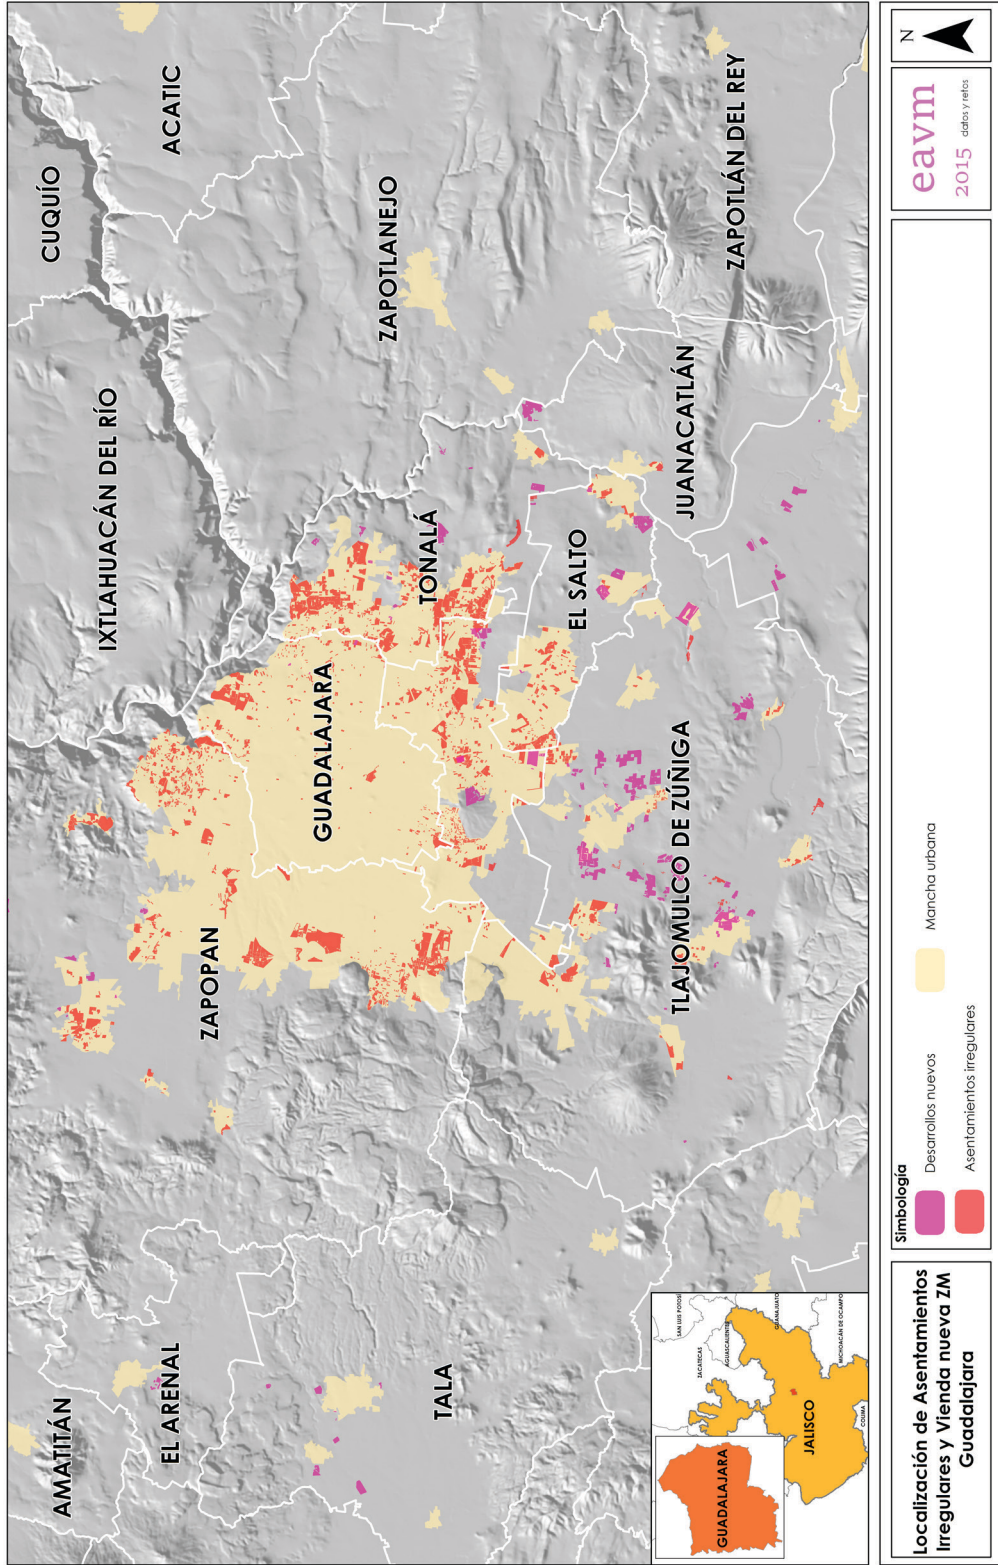 AMATITÁN
EL ARENAL
TALA
ZAPOPAN
IXTLAHUACÁN DEL RÍO
CUQUÍO
ACATIC
GUADALAJARA
TONALÁ
ZAPOTLANEJO
EL SALTO
TLAJOMULCO DE ZÚÑIGA
JUANACATLÁN
ZAPOTLÁN DEL REY
SAN LUIS POTOSÍ
ZACATECAS
AGUASCALIENTES
GUANAJUATO
MICHOACÁN DE OCAMPO
COLIMA
JALISCO
GUADALAJARA
Localización de Asentamientos
Irregulares y Vienda nueva ZM
Guadalajara
Simbología
Desarrollos nuevos
Mancha urbana
Asentamientos irregulares
eavm
2015 datos y retos
N